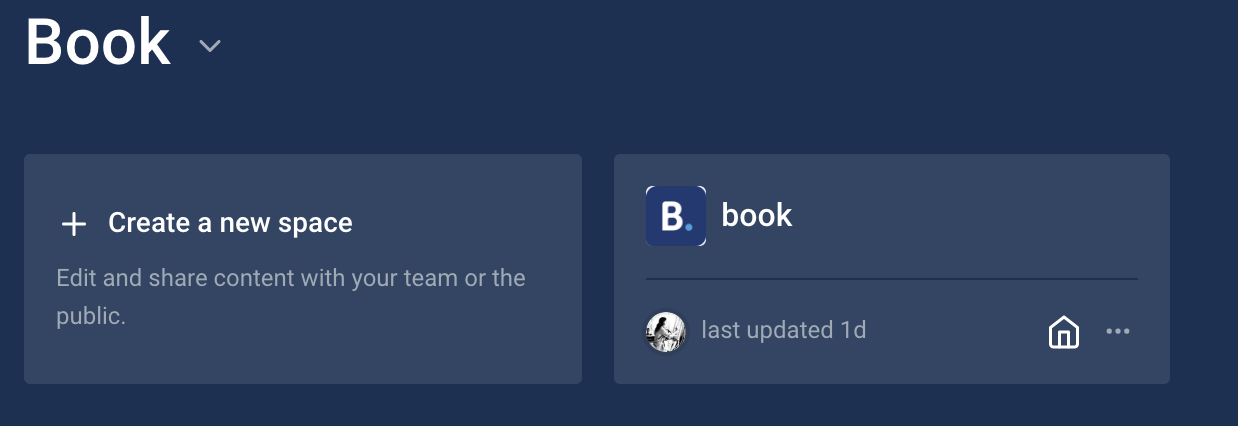 Book
Create a new space
Edit and share content with your team or the
public.
B. book
last updated 1d